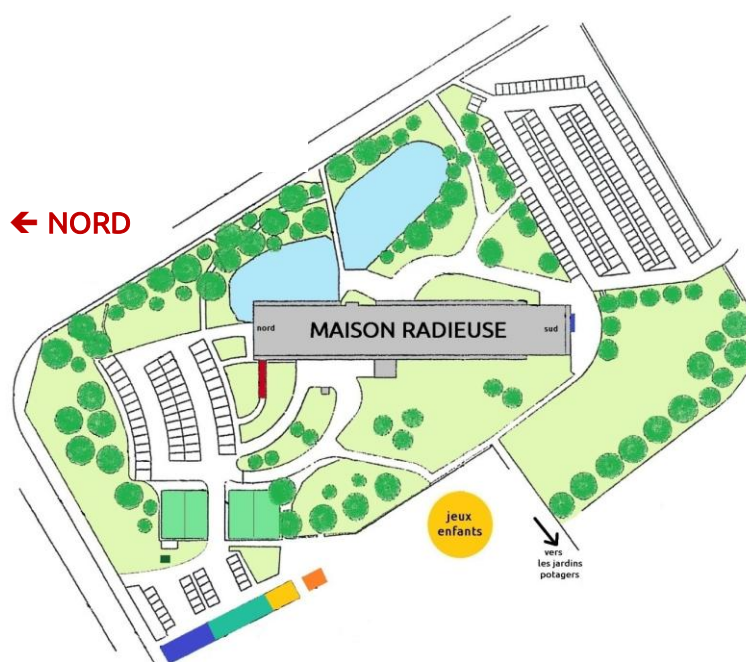 ← NORD
nord
MAISON RADIEUSE
sud
jeux
enfants
vers
les jardins
potagers